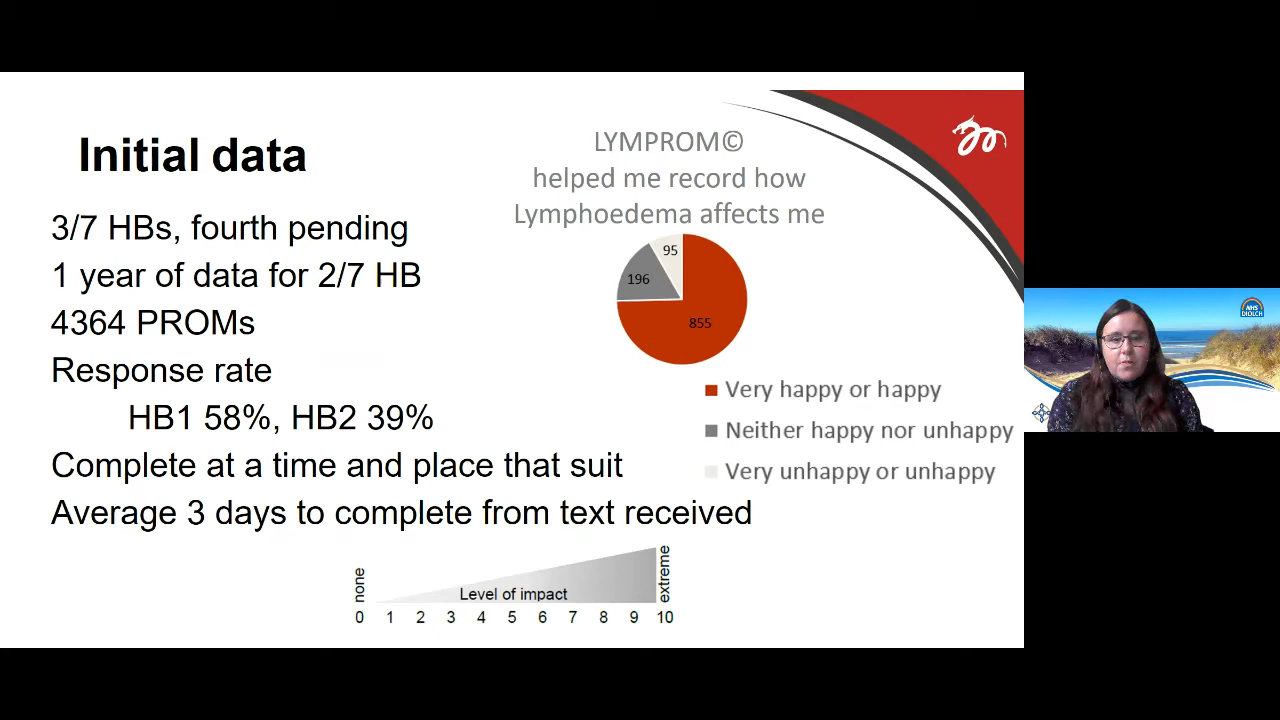 Initial data
3/7 HBs, fourth pending
1 year of data for 2/7 HB
4364 PROMs
Response rate
HB1 58%, HB2 39%
Complete at a time and place that suit
Average 3 days to complete from text received
LYMPROM©
helped me record how
Lymphoedema affects me
95
196
855
Very happy or happy
Neither happy nor unhappy
Very unhappy or unhappy
none
Level of impact
extreme
0 1 2 3 4 5 6 7 8 9 10
NHS
DIOLCH